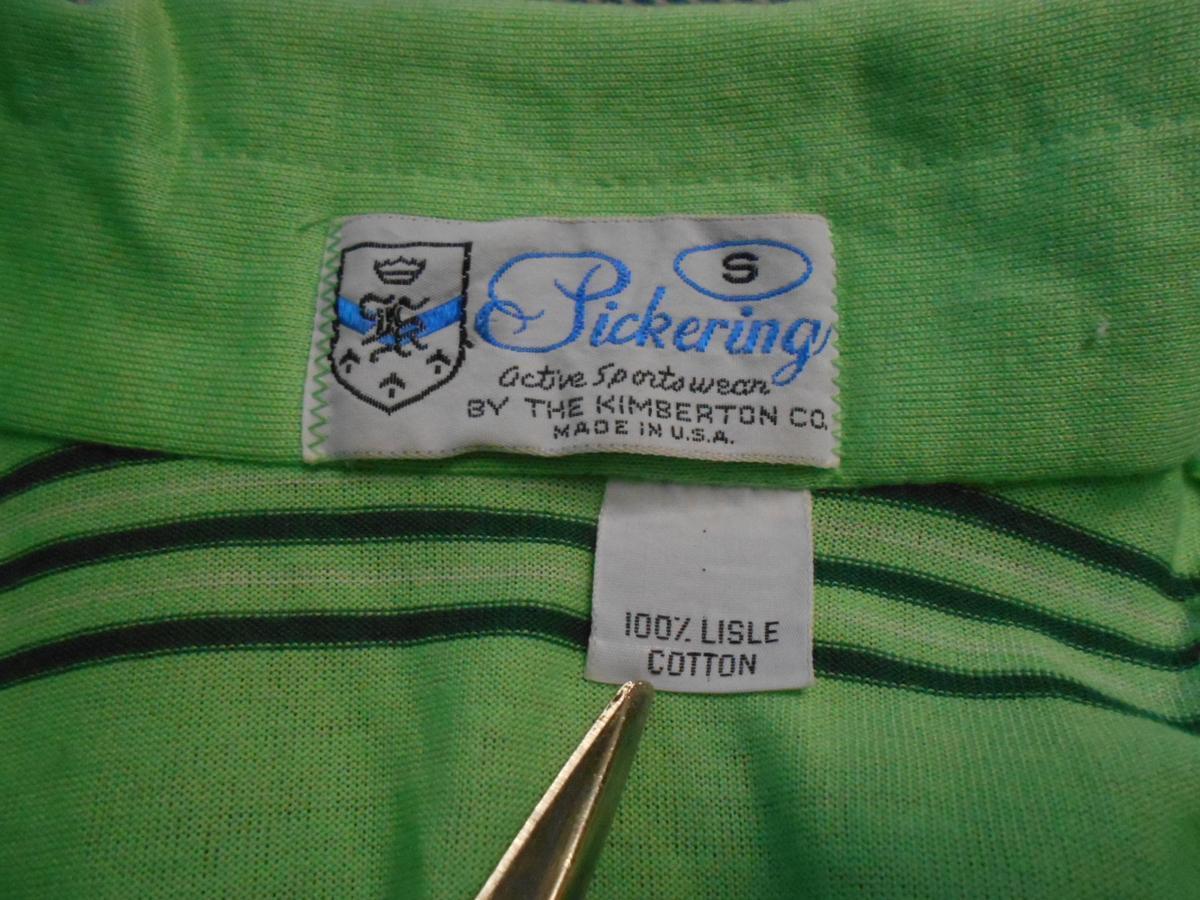 S
Pickering
active Sportswear
BY THE KIMBERTON CO.
MADE IN U.S.A.
100% LISLE
COTTON